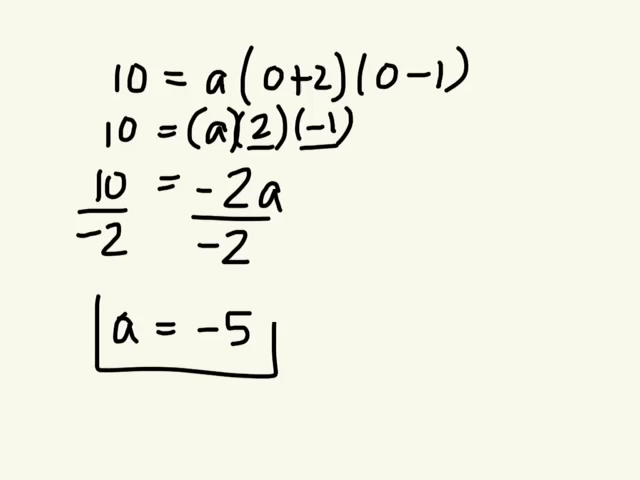 10 = a(0+2)(0-1)
10 = (a)(2)(-1)
10/-2 = -2a/-2
a = -5